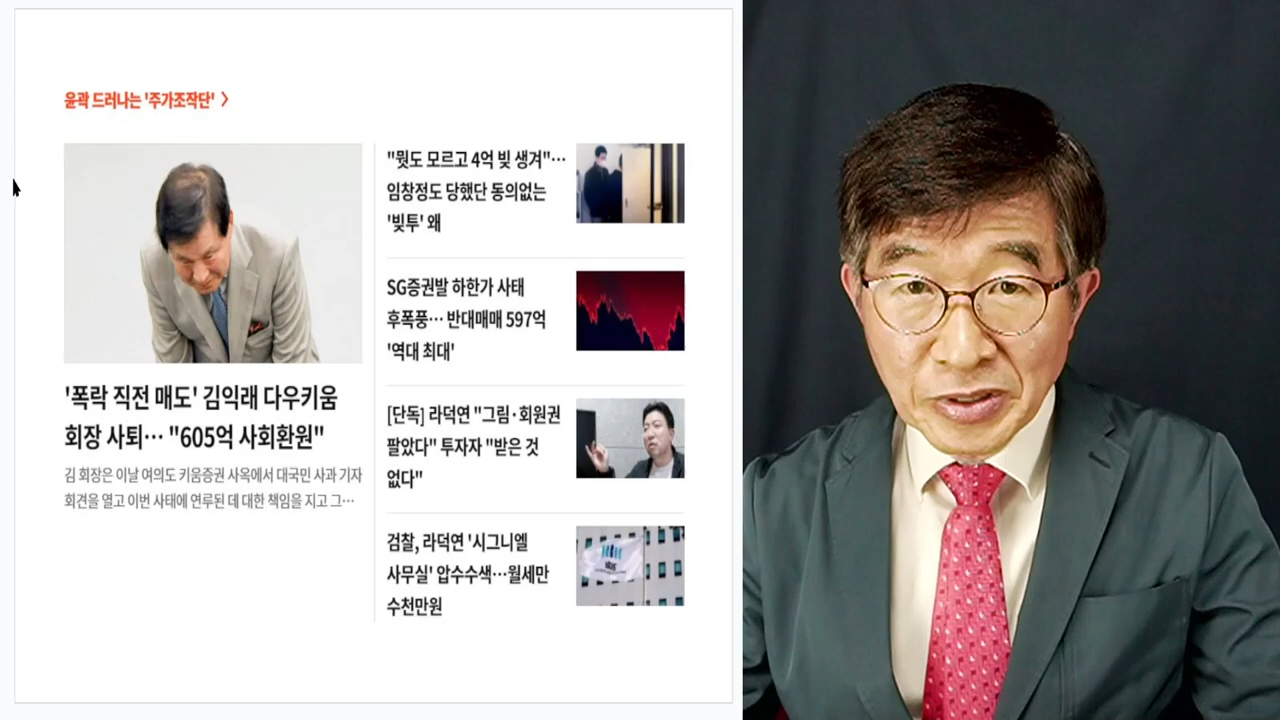 윤곽 드러나는 '주가조작단' >
'폭락 직전 매도' 김익래 다우키움
회장 사퇴… "605억 사회환원"
김 회장은 이날 여의도 키움증권 사옥에서 대국민 사과 기자
회견을 열고 이번 사태에 연루된 데 대한 책임을 지고 그…
"뭣도 모르고 4억 빚 생겨"…
임창정도 당했단 동의없는
'빚투' 왜
SG증권발 하한가 사태
후폭풍… 반대매매 597억
'역대 최대'
[단독] 라덕연 "그림·회원권
팔았다" 투자자 "받은 것
없다"
검찰, 라덕연 '시그니엘
사무실' 압수수색…월세만
수천만원